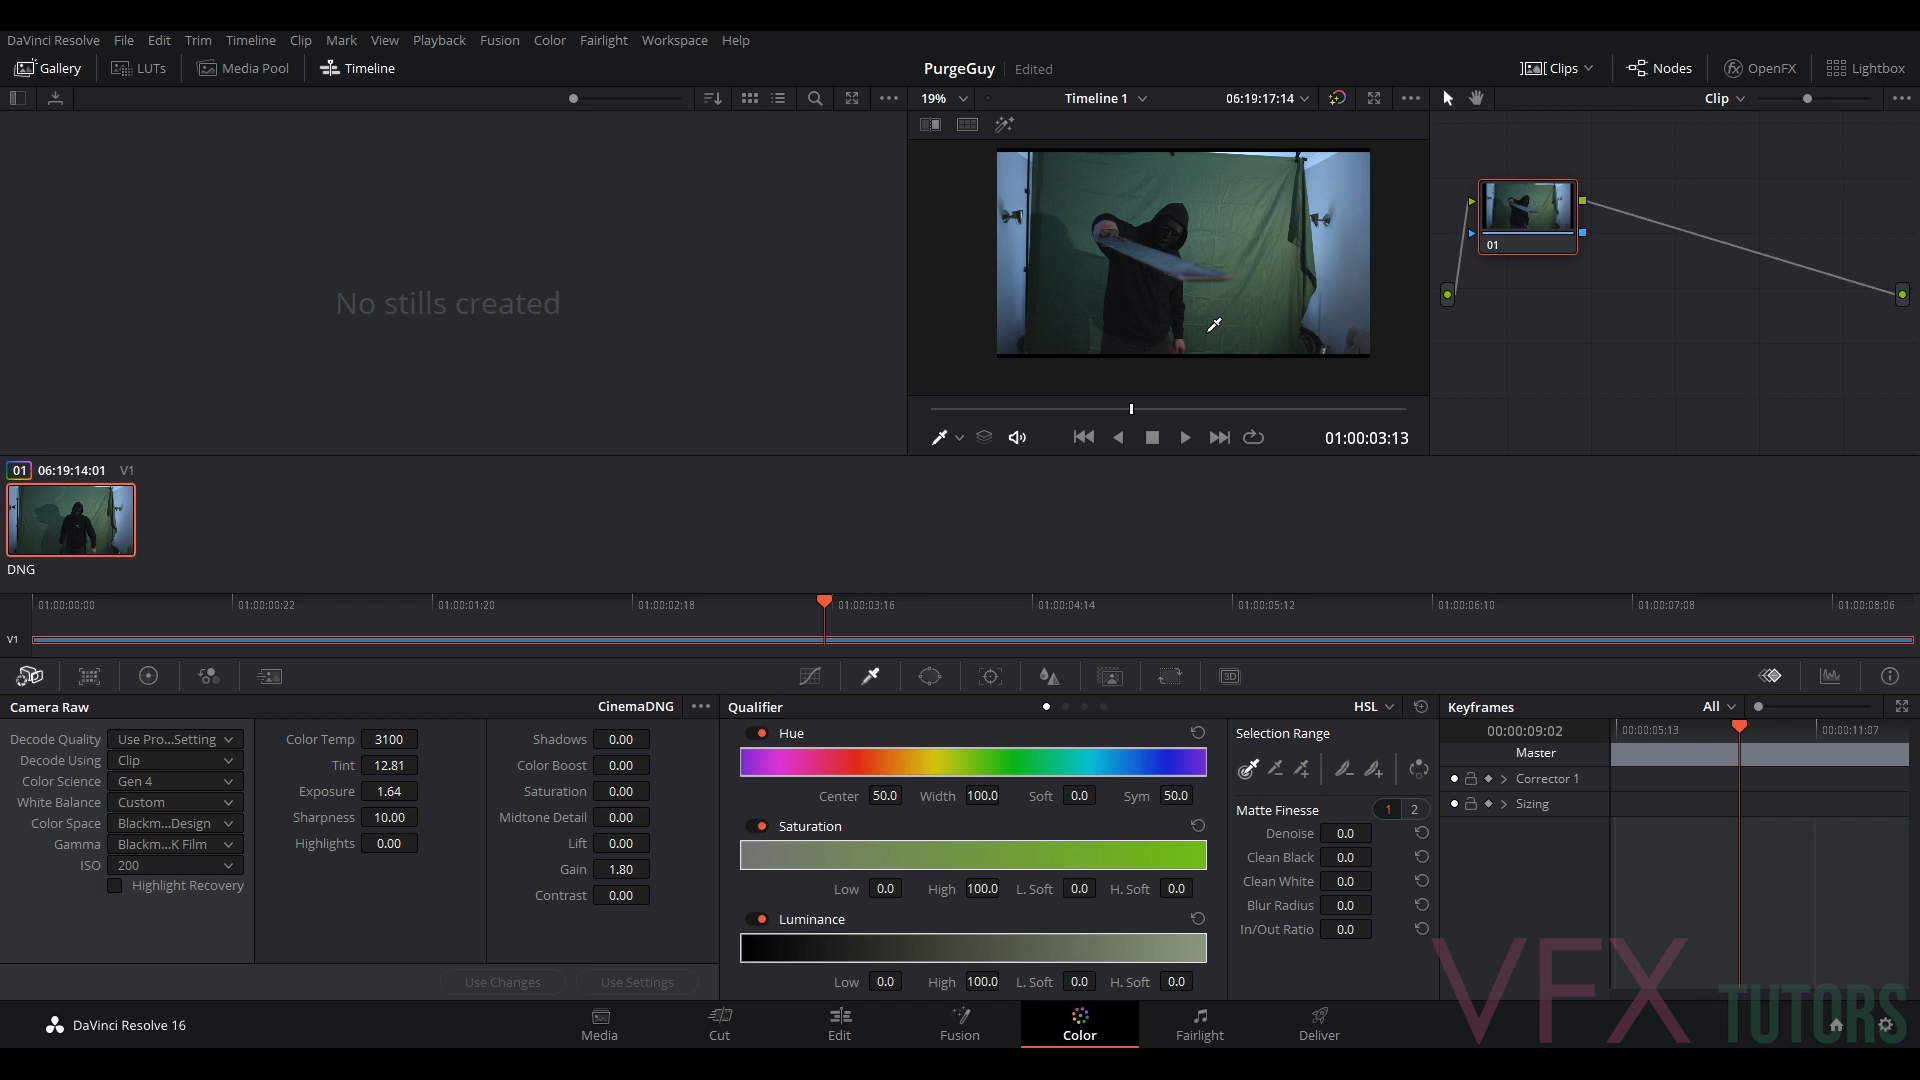 DaVinci Resolve File Edit Trim Timeline Clip Mark View Playback Fusion Color Fairlight Workspace Help
Gallery LUTs Media Pool Timeline PurgeGuy Edited Clips Nodes OpenFX Lightbox
19% Timeline 1 06:19:17:14 Clip
No stills created
01
01:00:03:13
01 06:19:14:01 V1
DNG
01:00:00:00 01:00:00:22 01:00:01:20 01:00:02:18 01:00:03:16 01:00:04:14 01:00:05:12 01:00:06:10 01:00:07:08 01:00:08:06
V1
3D
Camera Raw CinemaDNG
Decode Quality Use Pro...Setting
Decode Using Clip
Color Science Gen 4
White Balance Custom
Color Space Blackm...Design
Gamma Blackm...K Film
ISO 200
Highlight Recovery
Color Temp 3100
Tint 12.81
Exposure 1.64
Sharpness 10.00
Highlights 0.00
Shadows 0.00
Color Boost 0.00
Saturation 0.00
Midtone Detail 0.00
Lift 0.00
Gain 1.80
Contrast 0.00
Use Changes Use Settings
Qualifier HSL
Hue
Center 50.0 Width 100.0 Soft 0.0 Sym 50.0
Saturation
Low 0.0 High 100.0 L. Soft 0.0 H. Soft 0.0
Luminance
Low 0.0 High 100.0 L. Soft 0.0 H. Soft 0.0
Selection Range
Matte Finesse 1 2
Denoise 0.0
Clean Black 0.0
Clean White 0.0
Blur Radius 0.0
In/Out Ratio 0.0
Keyframes All
00:00:09:02 00:00:05:13 00:00:11:07
Master
Corrector 1
Sizing
VFX TUTORS
DaVinci Resolve 16
Media Cut Edit Fusion Color Fairlight Deliver